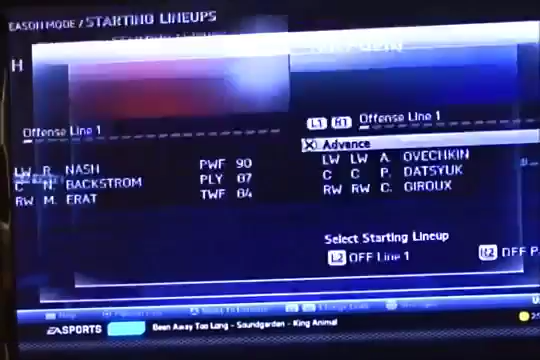 EASON MODE / STARTING LINEUPS
H
Offense Line 1
L1 R1 Offense Line 1
X Advance
LW R. NASH PWF 90
C N. BACKSTROM PLY 87
RW M. ERAT TWF 84
LW LW A. OVECHKIN
C C P. DATSYUK
RW RW C. GIROUX
Select Starting Lineup
L2 OFF Line 1 R2 OFF P
EA SPORTS Been Away Too Long - Soundgarden - King Animal